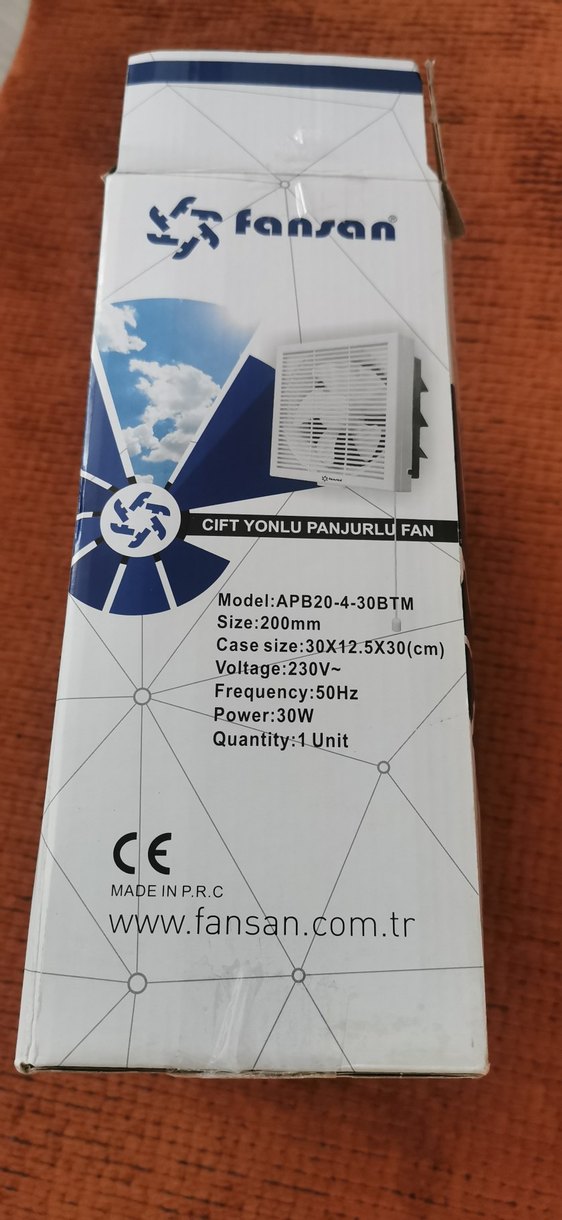 fansan®
fansan
CIFT YONLU PANJURLU FAN
Model:APB20-4-30BTM
Size:200mm
Case size:30X12.5X30(cm)
Voltage:230V~
Frequency:50Hz
Power:30W
Quantity:1 Unit
CE
MADE IN P.R.C
www.fansan.com.tr